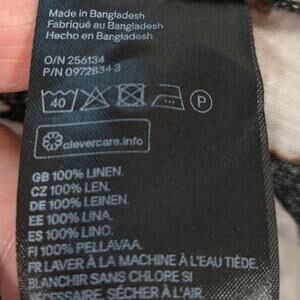 Made in Bangladesh
Fabriqué au Bangladesh
Hecho en Bangladesh
O/N 256134
P/N 0972834-3
40 P
clevercare.info
GB 100% LINEN.
CZ 100% LEN.
DE 100% LEINEN.
EE 100% LINA.
ES 100% LINO.
FI 100% PELLAVAA.
FR LAVER À LA MACHINE À L'EAU TIÈDE.
BLANCHIR SANS CHLORE SI
NÉCESSAIRE. SÉCHER À L'AIR.